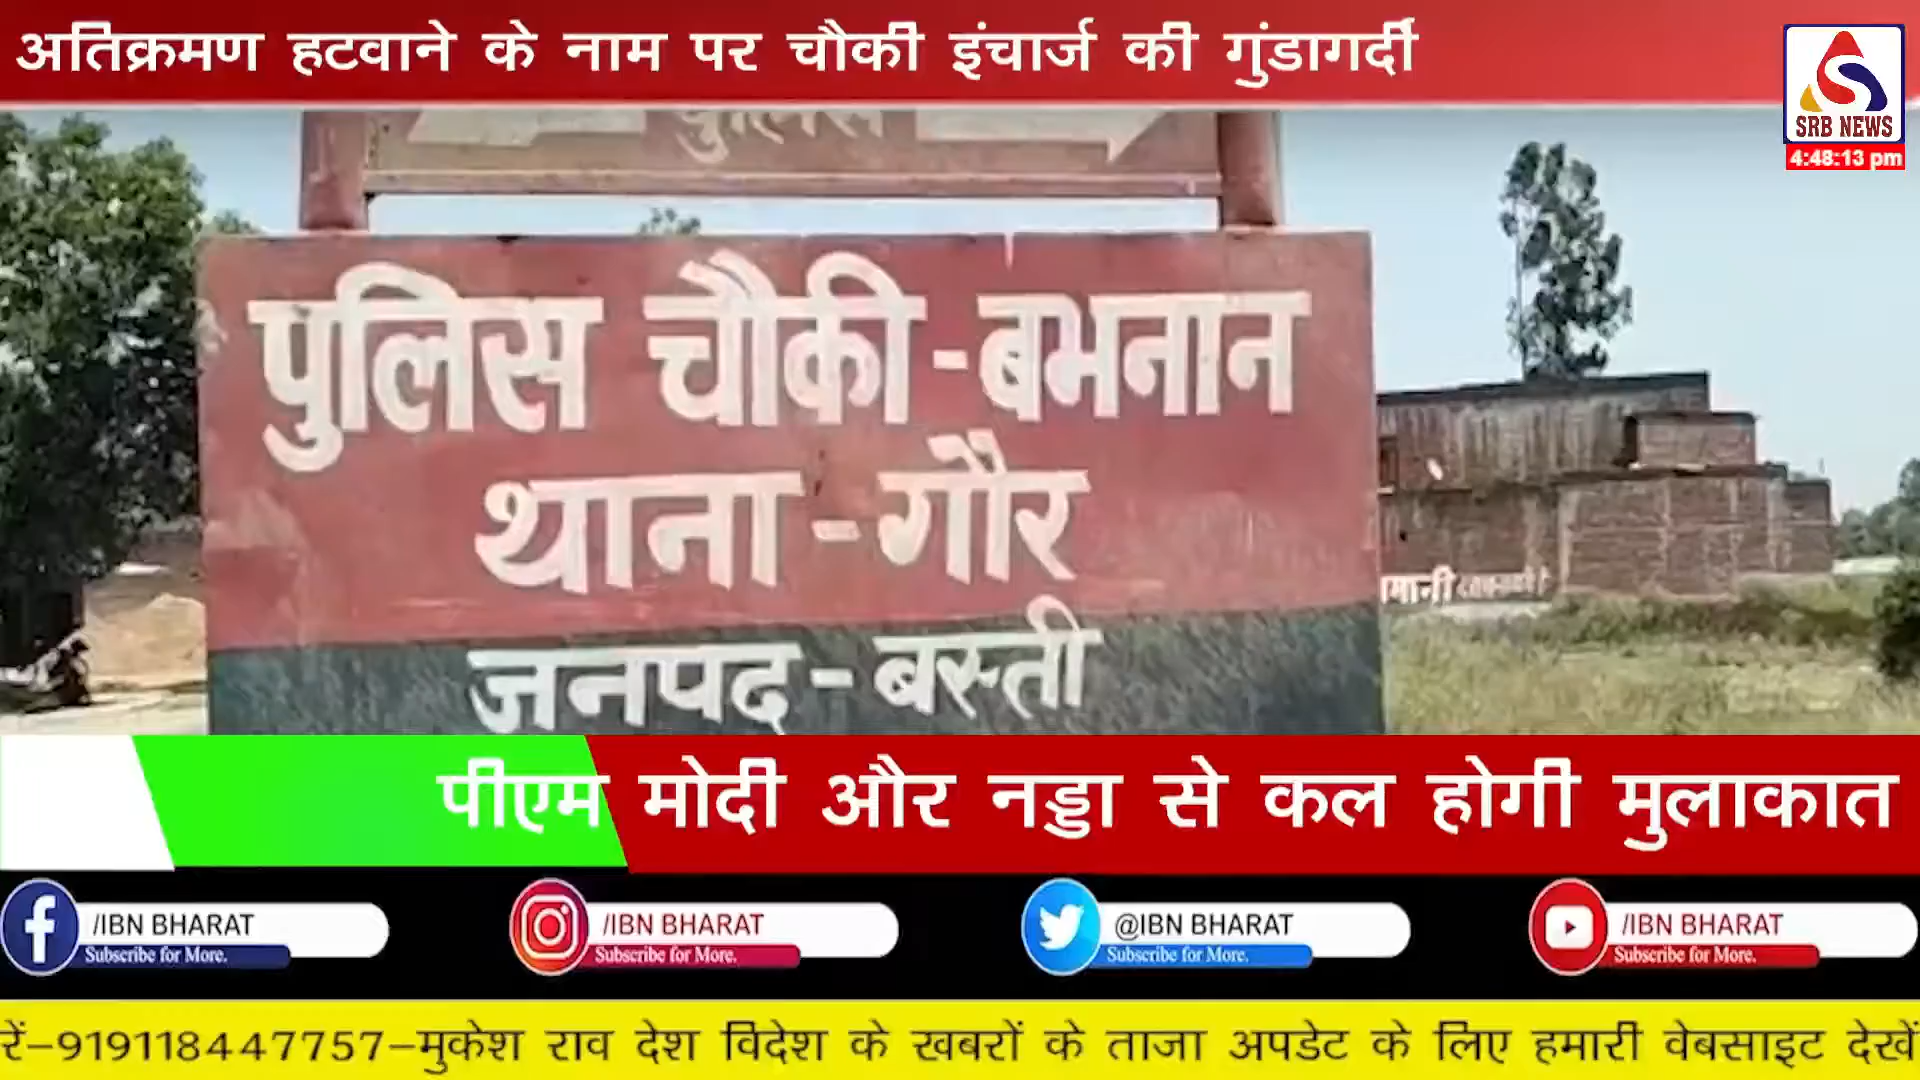 अतिक्रमण हटवाने के नाम पर चौकी इंचार्ज की गुंडागर्दी
SRB NEWS
4:48:13 pm
पुलिस
पुलिस चौकी - बभनान
थाना - गौर
जनपद - बस्ती
पीएम मोदी और नड्डा से कल होगी मुलाकात
/IBN BHARAT
Subscribe for More.
/IBN BHARAT
Subscribe for More.
@IBN BHARAT
Subscribe for More.
/IBN BHARAT
Subscribe for More.
रें-919118447757-मुकेश राव देश विदेश के खबरों के ताजा अपडेट के लिए हमारी वेबसाइट देखें